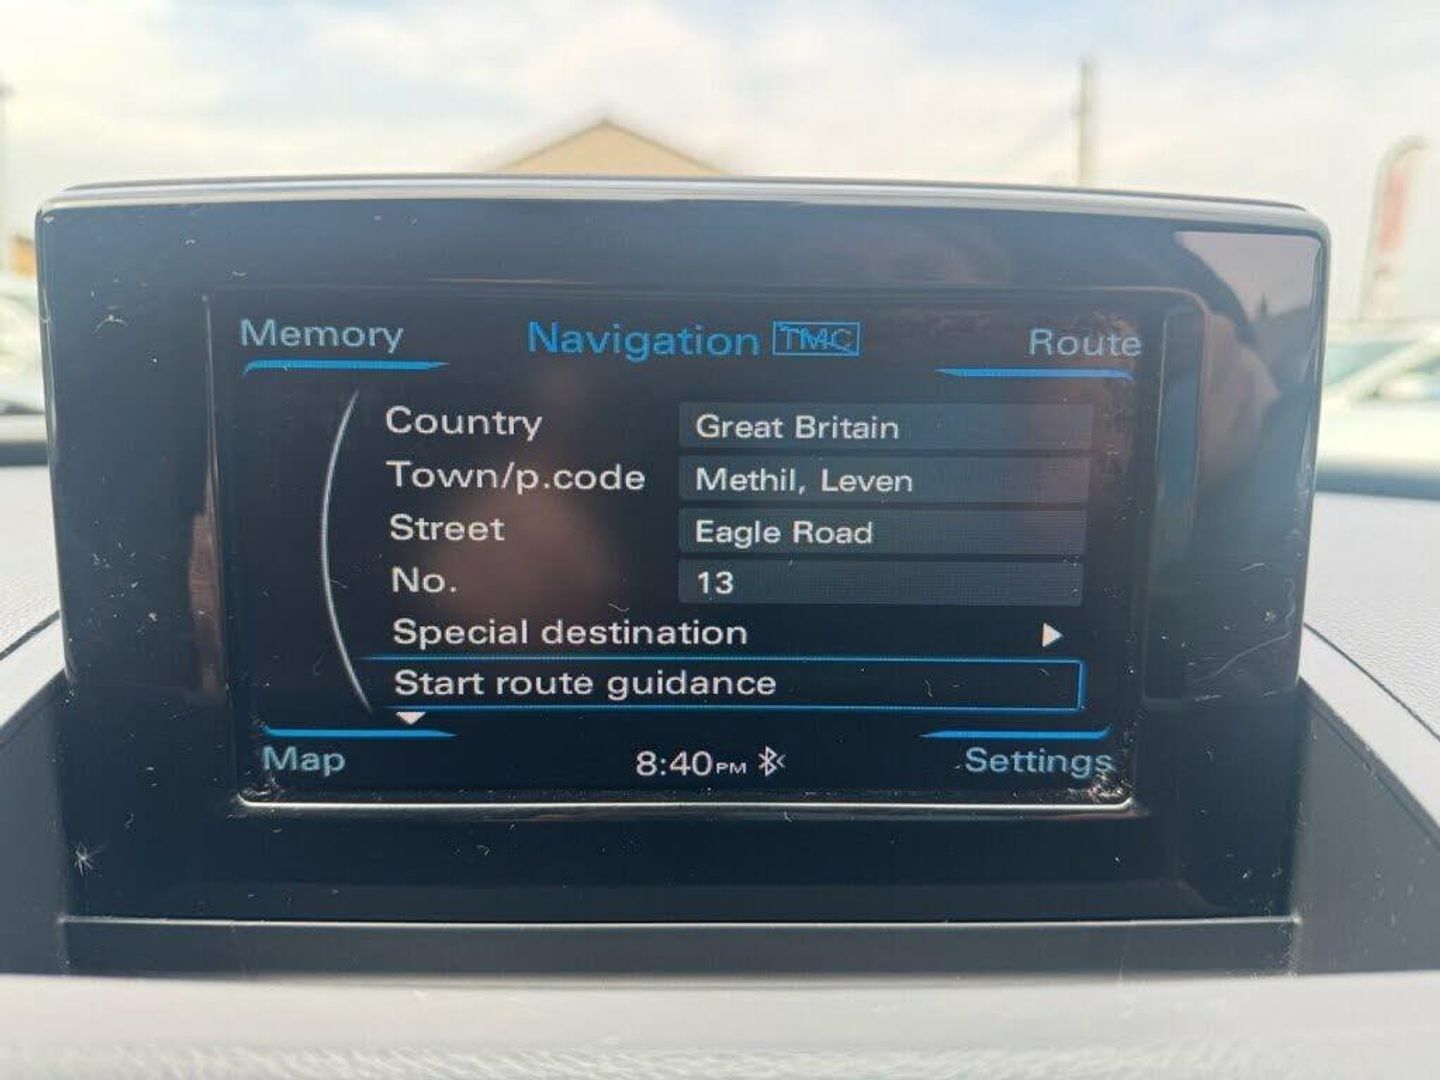 Memory Navigation TMC Route
Country Great Britain
Town/p.code Methil, Leven
Street Eagle Road
No. 13
Special destination
Start route guidance
Map 8:40PM Settings